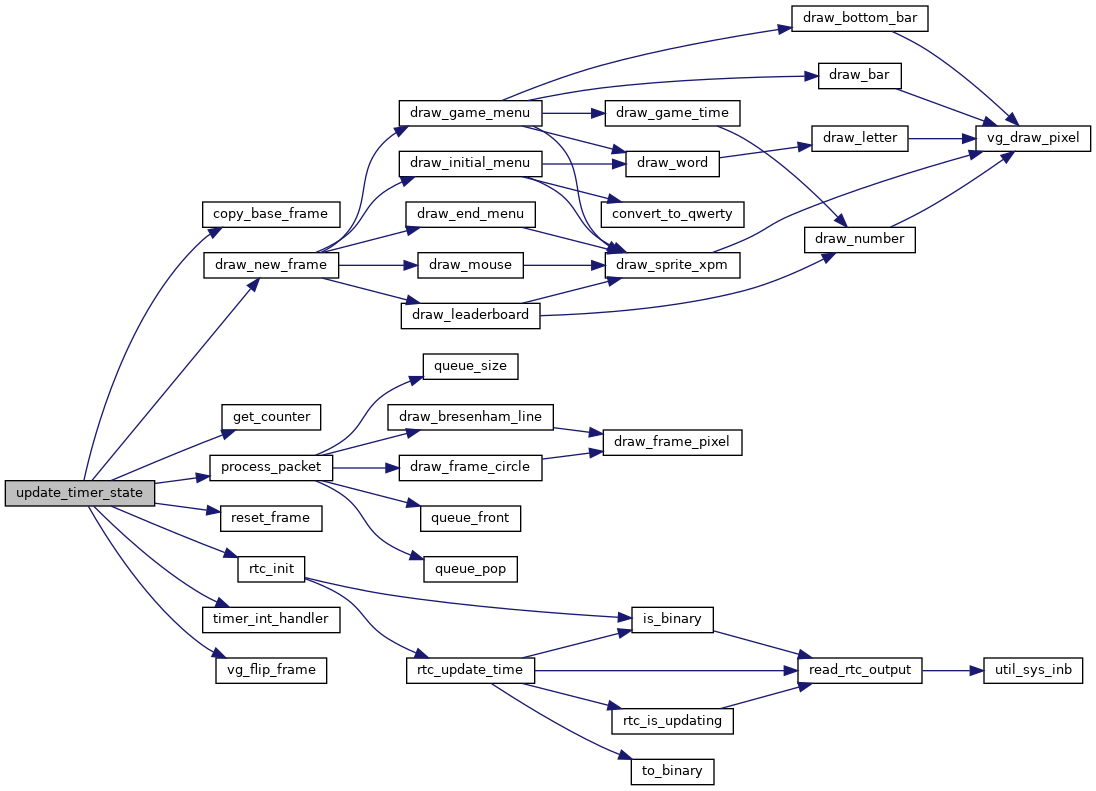 update_timer_state
copy_base_frame
draw_new_frame
get_counter
process_packet
reset_frame
rtc_init
timer_int_handler
vg_flip_frame
draw_game_menu
draw_initial_menu
draw_end_menu
draw_mouse
draw_leaderboard
queue_size
draw_bresenham_line
draw_frame_circle
queue_front
queue_pop
rtc_update_time
draw_game_time
draw_word
convert_to_qwerty
draw_sprite_xpm
draw_frame_pixel
is_binary
rtc_is_updating
to_binary
draw_bottom_bar
draw_bar
draw_letter
draw_number
read_rtc_output
vg_draw_pixel
util_sys_inb